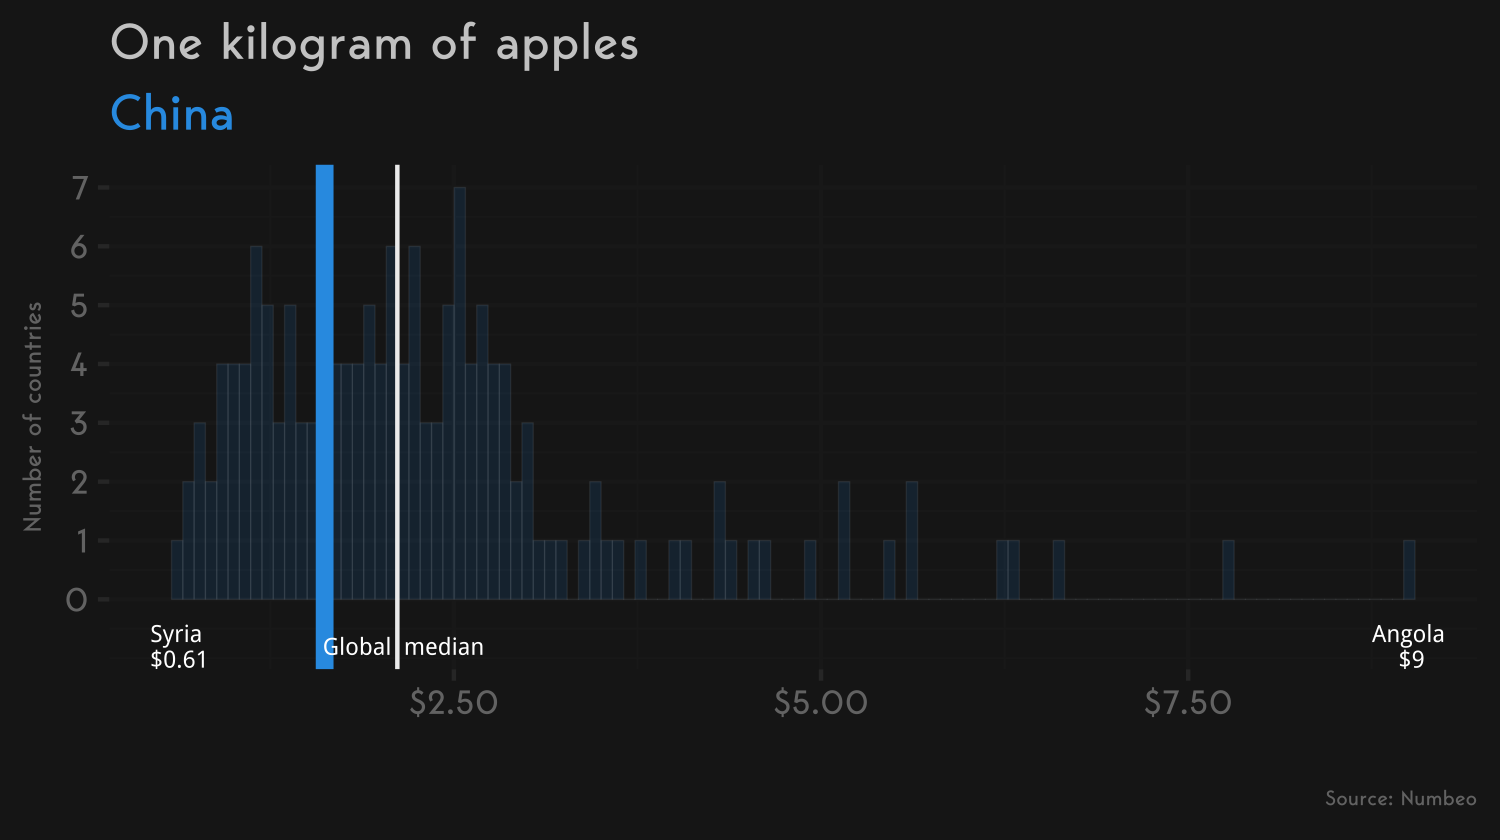 One kilogram of apples
China
Number of countries
7
6
5
4
3
2
1
0
Syria
$0.61
Global median
Angola
$9
$2.50
$5.00
$7.50
Source: Numbeo